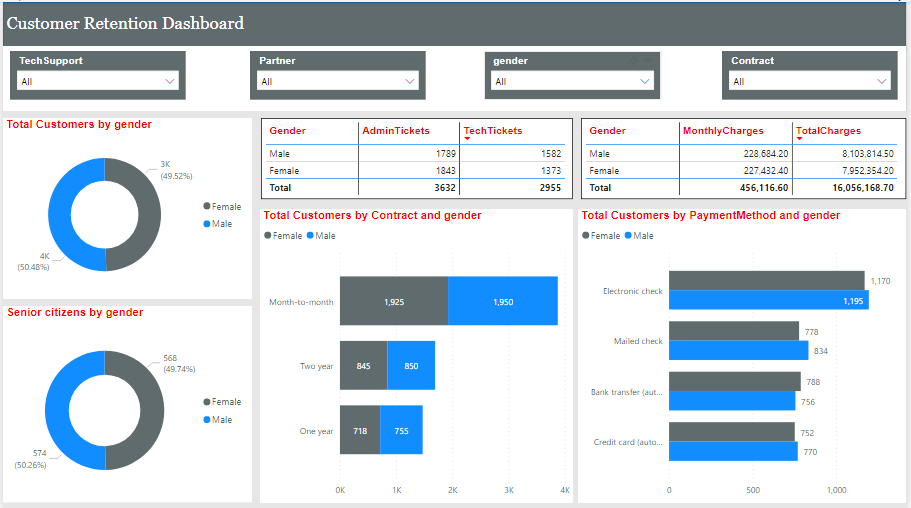 Customer Retention Dashboard
TechSupport
All
Partner
All
gender
All
Contract
All
Total Customers by gender
3K
(49.52%)
4K
(50.48%)
Female
Male
Gender AdminTickets TechTickets
Male 1789 1582
Female 1843 1373
Total 3632 2955
Gender MonthlyCharges TotalCharges
Male 228,684.20 8,103,814.50
Female 227,432.40 7,952,354.20
Total 456,116.60 16,056,168.70
Senior citizens by gender
568
(49.74%)
574
(50.26%)
Female
Male
Total Customers by Contract and gender
Female Male
Month-to-month 1,925 1,950
Two year 845 850
One year 718 755
0K 1K 2K 3K 4K
Total Customers by PaymentMethod and gender
Female Male
Electronic check 1,170
1,195
Mailed check 778
834
Bank transfer (aut... 788
756
Credit card (auto... 752
770
0 500 1,000